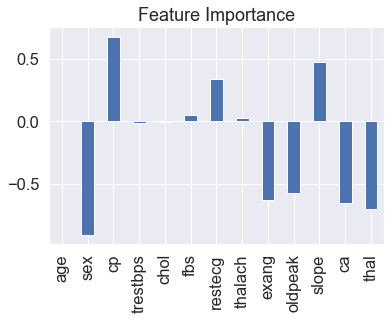 Feature Importance
0.5
0.0
−0.5
age
sex
cp
trestbps
chol
fbs
restecg
thalach
exang
oldpeak
slope
ca
thal